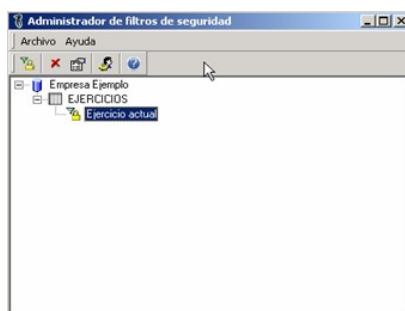 Administrador de filtros de seguridad
Archivo Ayuda
Empresa Ejemplo
EJERCICIOS
Ejercicio actual